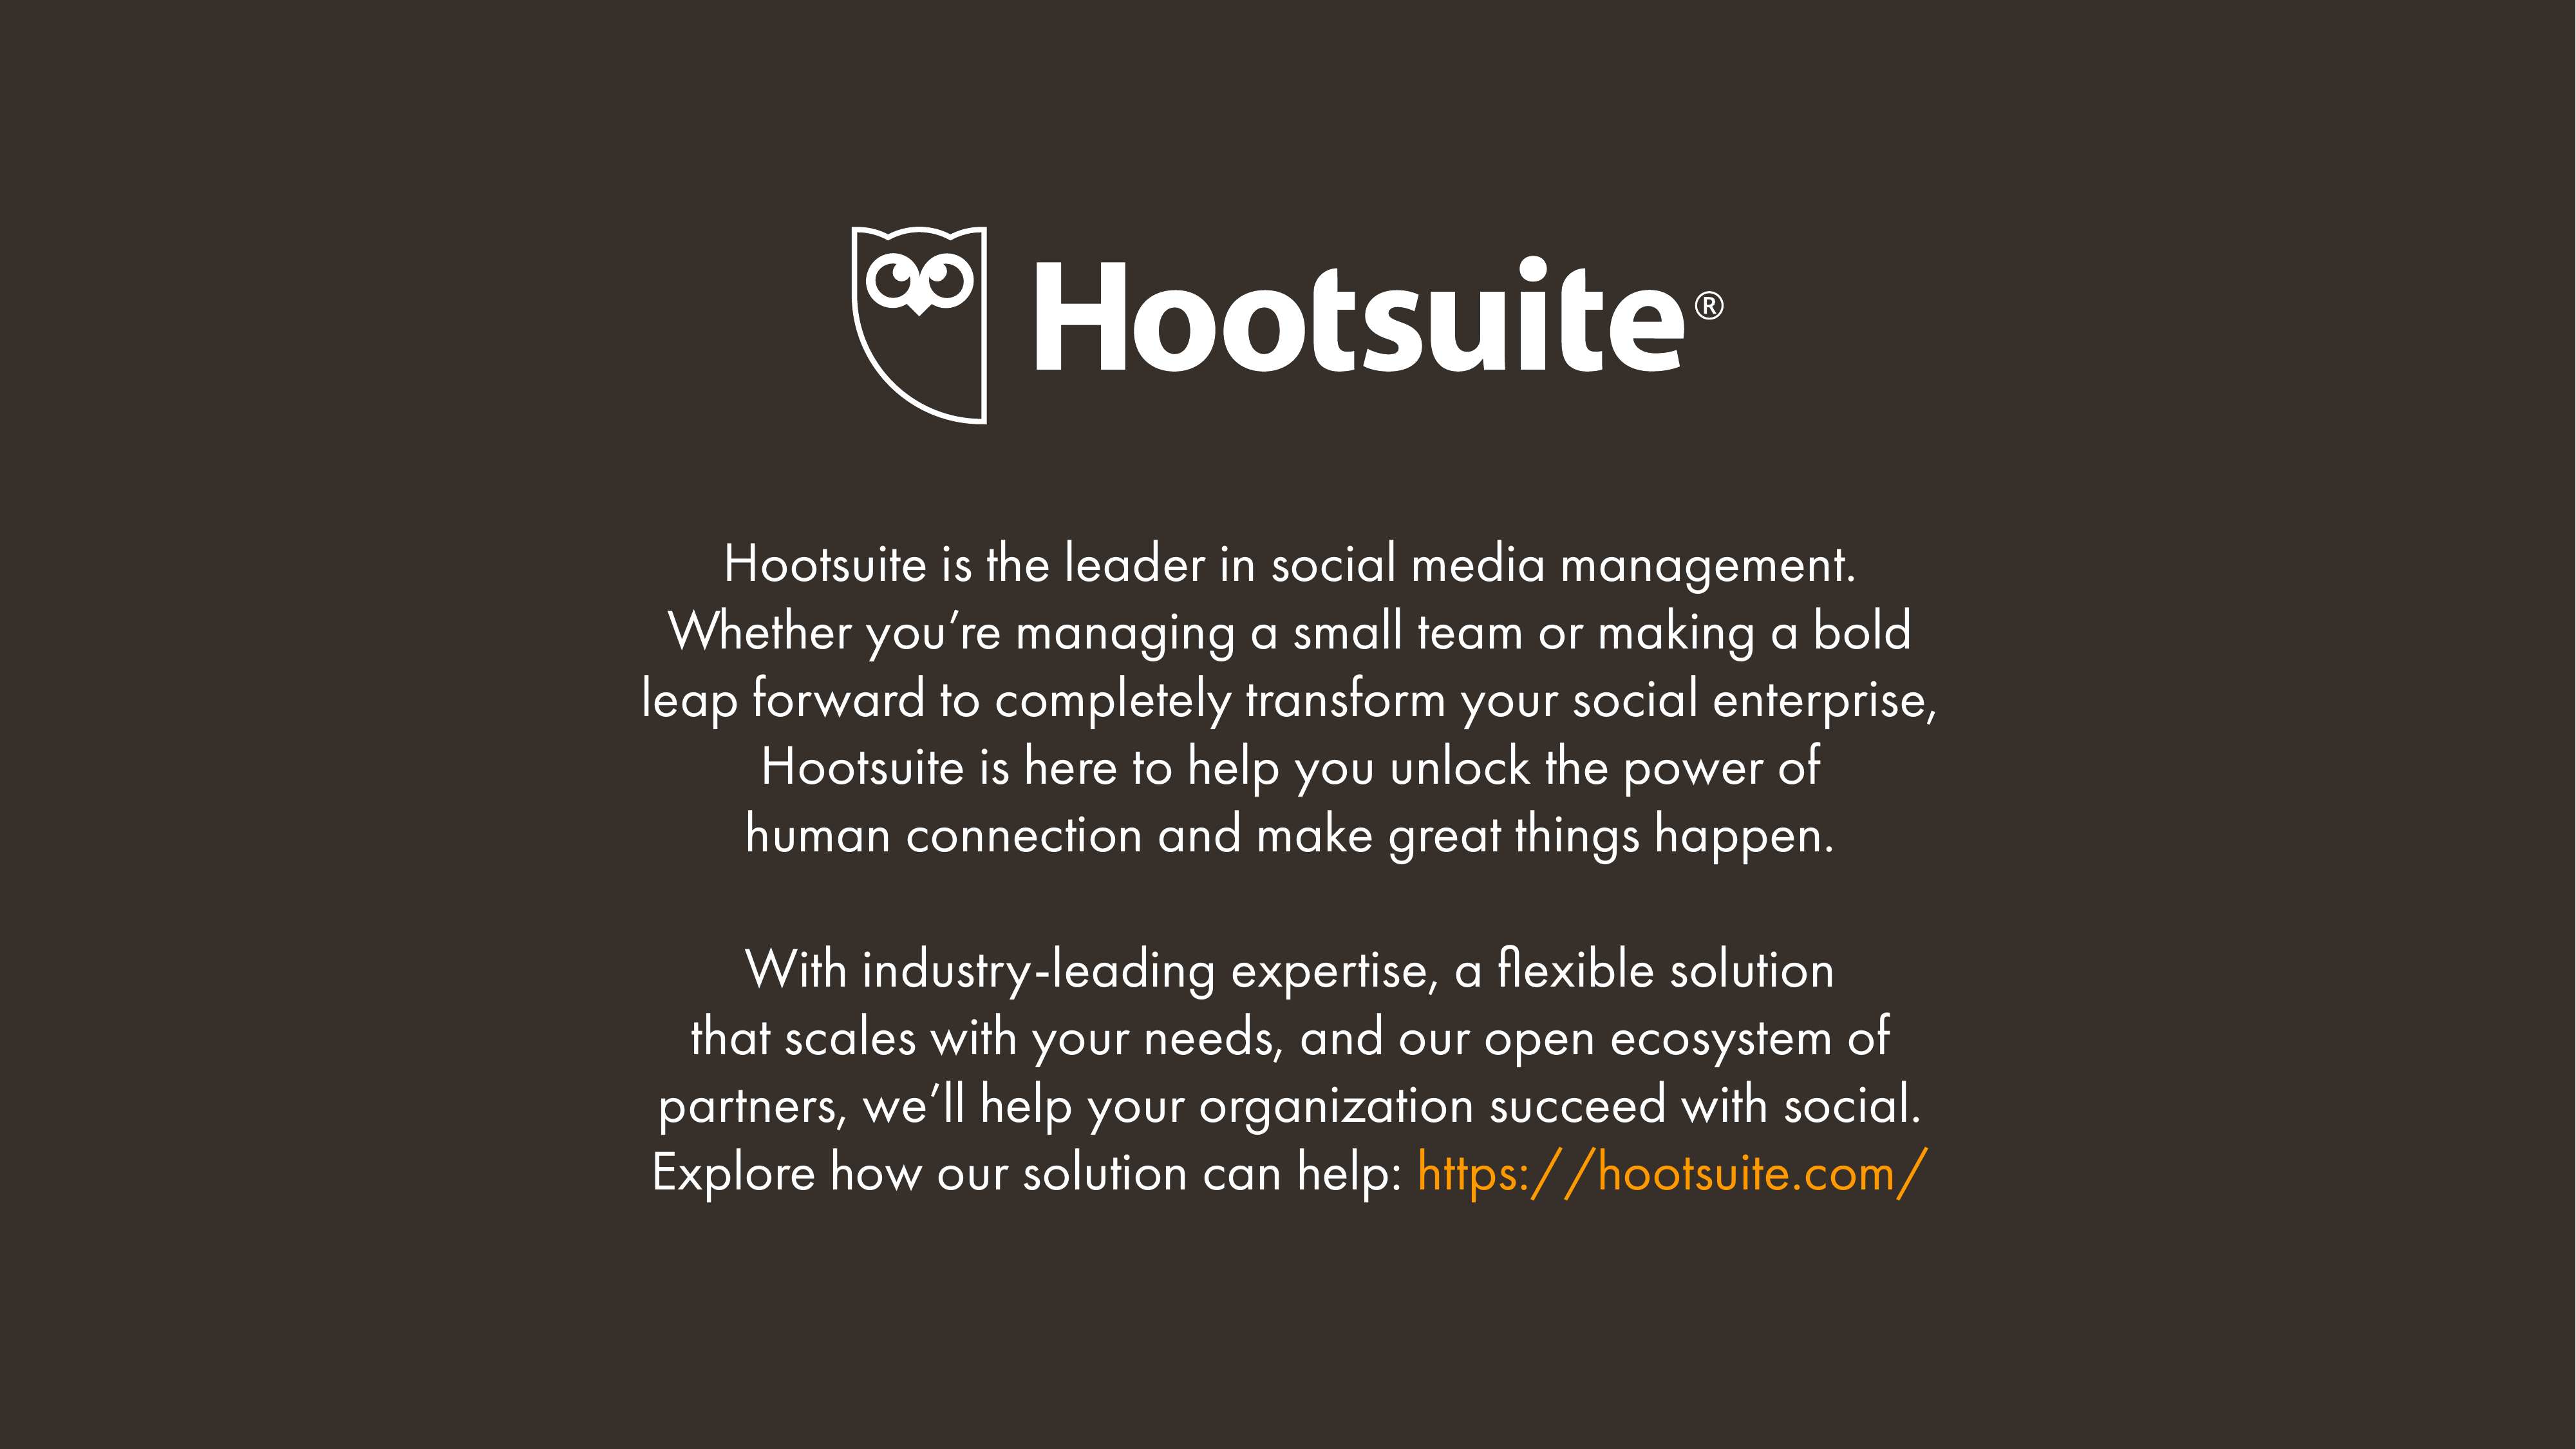 Hootsuite®
Hootsuite is the leader in social media management.
Whether you’re managing a small team or making a bold
leap forward to completely transform your social enterprise,
Hootsuite is here to help you unlock the power of
human connection and make great things happen.
With industry-leading expertise, a flexible solution
that scales with your needs, and our open ecosystem of
partners, we’ll help your organization succeed with social.
Explore how our solution can help: https://hootsuite.com/